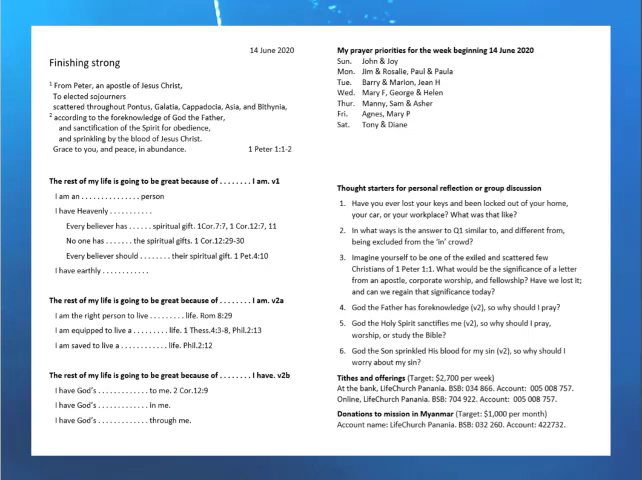 14 June 2020
Finishing strong
1 From Peter, an apostle of Jesus Christ,
To elected sojourners
scattered throughout Pontus, Galatia, Cappadocia, Asia, and Bithynia,
2 according to the foreknowledge of God the Father,
and sanctification of the Spirit for obedience,
and sprinkling by the blood of Jesus Christ.
Grace to you, and peace, in abundance. 1 Peter 1:1-2
The rest of my life is going to be great because of . . . . . . . . I am. v1
I am an . . . . . . . . . . . . . . . person
I have Heavenly . . . . . . . . . . .
Every believer has . . . . . . spiritual gift. 1Cor.7:7, 1 Cor.12:7, 11
No one has . . . . . . . the spiritual gifts. 1 Cor.12:29-30
Every believer should . . . . . . . . their spiritual gift. 1 Pet.4:10
I have earthly . . . . . . . . . . . .
The rest of my life is going to be great because of . . . . . . . . I am. v2a
I am the right person to live . . . . . . . . . life. Rom 8:29
I am equipped to live a . . . . . . . . . life. 1 Thess.4:3-8, Phil.2:13
I am saved to live a . . . . . . . . . . . . life. Phil.2:12
The rest of my life is going to be great because of . . . . . . . . I have. v2b
I have God's . . . . . . . . . . . . . to me. 2 Cor.12:9
I have God's . . . . . . . . . . . . . in me.
I have God's . . . . . . . . . . . . . through me.
My prayer priorities for the week beginning 14 June 2020
Sun. John & Joy
Mon. Jim & Rosalie, Paul & Paula
Tue. Barry & Marion, Jean H
Wed. Mary F, George & Helen
Thur. Manny, Sam & Asher
Fri. Agnes, Mary P
Sat. Tony & Diane
Thought starters for personal reflection or group discussion
1. Have you ever lost your keys and been locked out of your home,
your car, or your workplace? What was that like?
2. In what ways is the answer to Q1 similar to, and different from,
being excluded from the 'in' crowd?
3. Imagine yourself to be one of the exiled and scattered few
Christians of 1 Peter 1:1. What would be the significance of a letter
from an apostle, corporate worship, and fellowship? Have we lost it;
and can we regain that significance today?
4. God the Father has foreknowledge (v2), so why should I pray?
5. God the Holy Spirit sanctifies me (v2), so why should I pray,
worship, or study the Bible?
6. God the Son sprinkled His blood for my sin (v2), so why should I
worry about my sin?
Tithes and offerings (Target: $2,700 per week)
At the bank, LifeChurch Panania. BSB: 034 866. Account: 005 008 757.
Online, LifeChurch Panania. BSB: 704 922. Account: 005 008 757.
Donations to mission in Myanmar (Target: $1,000 per month)
Account name: LifeChurch Panania. BSB: 032 260. Account: 422732.